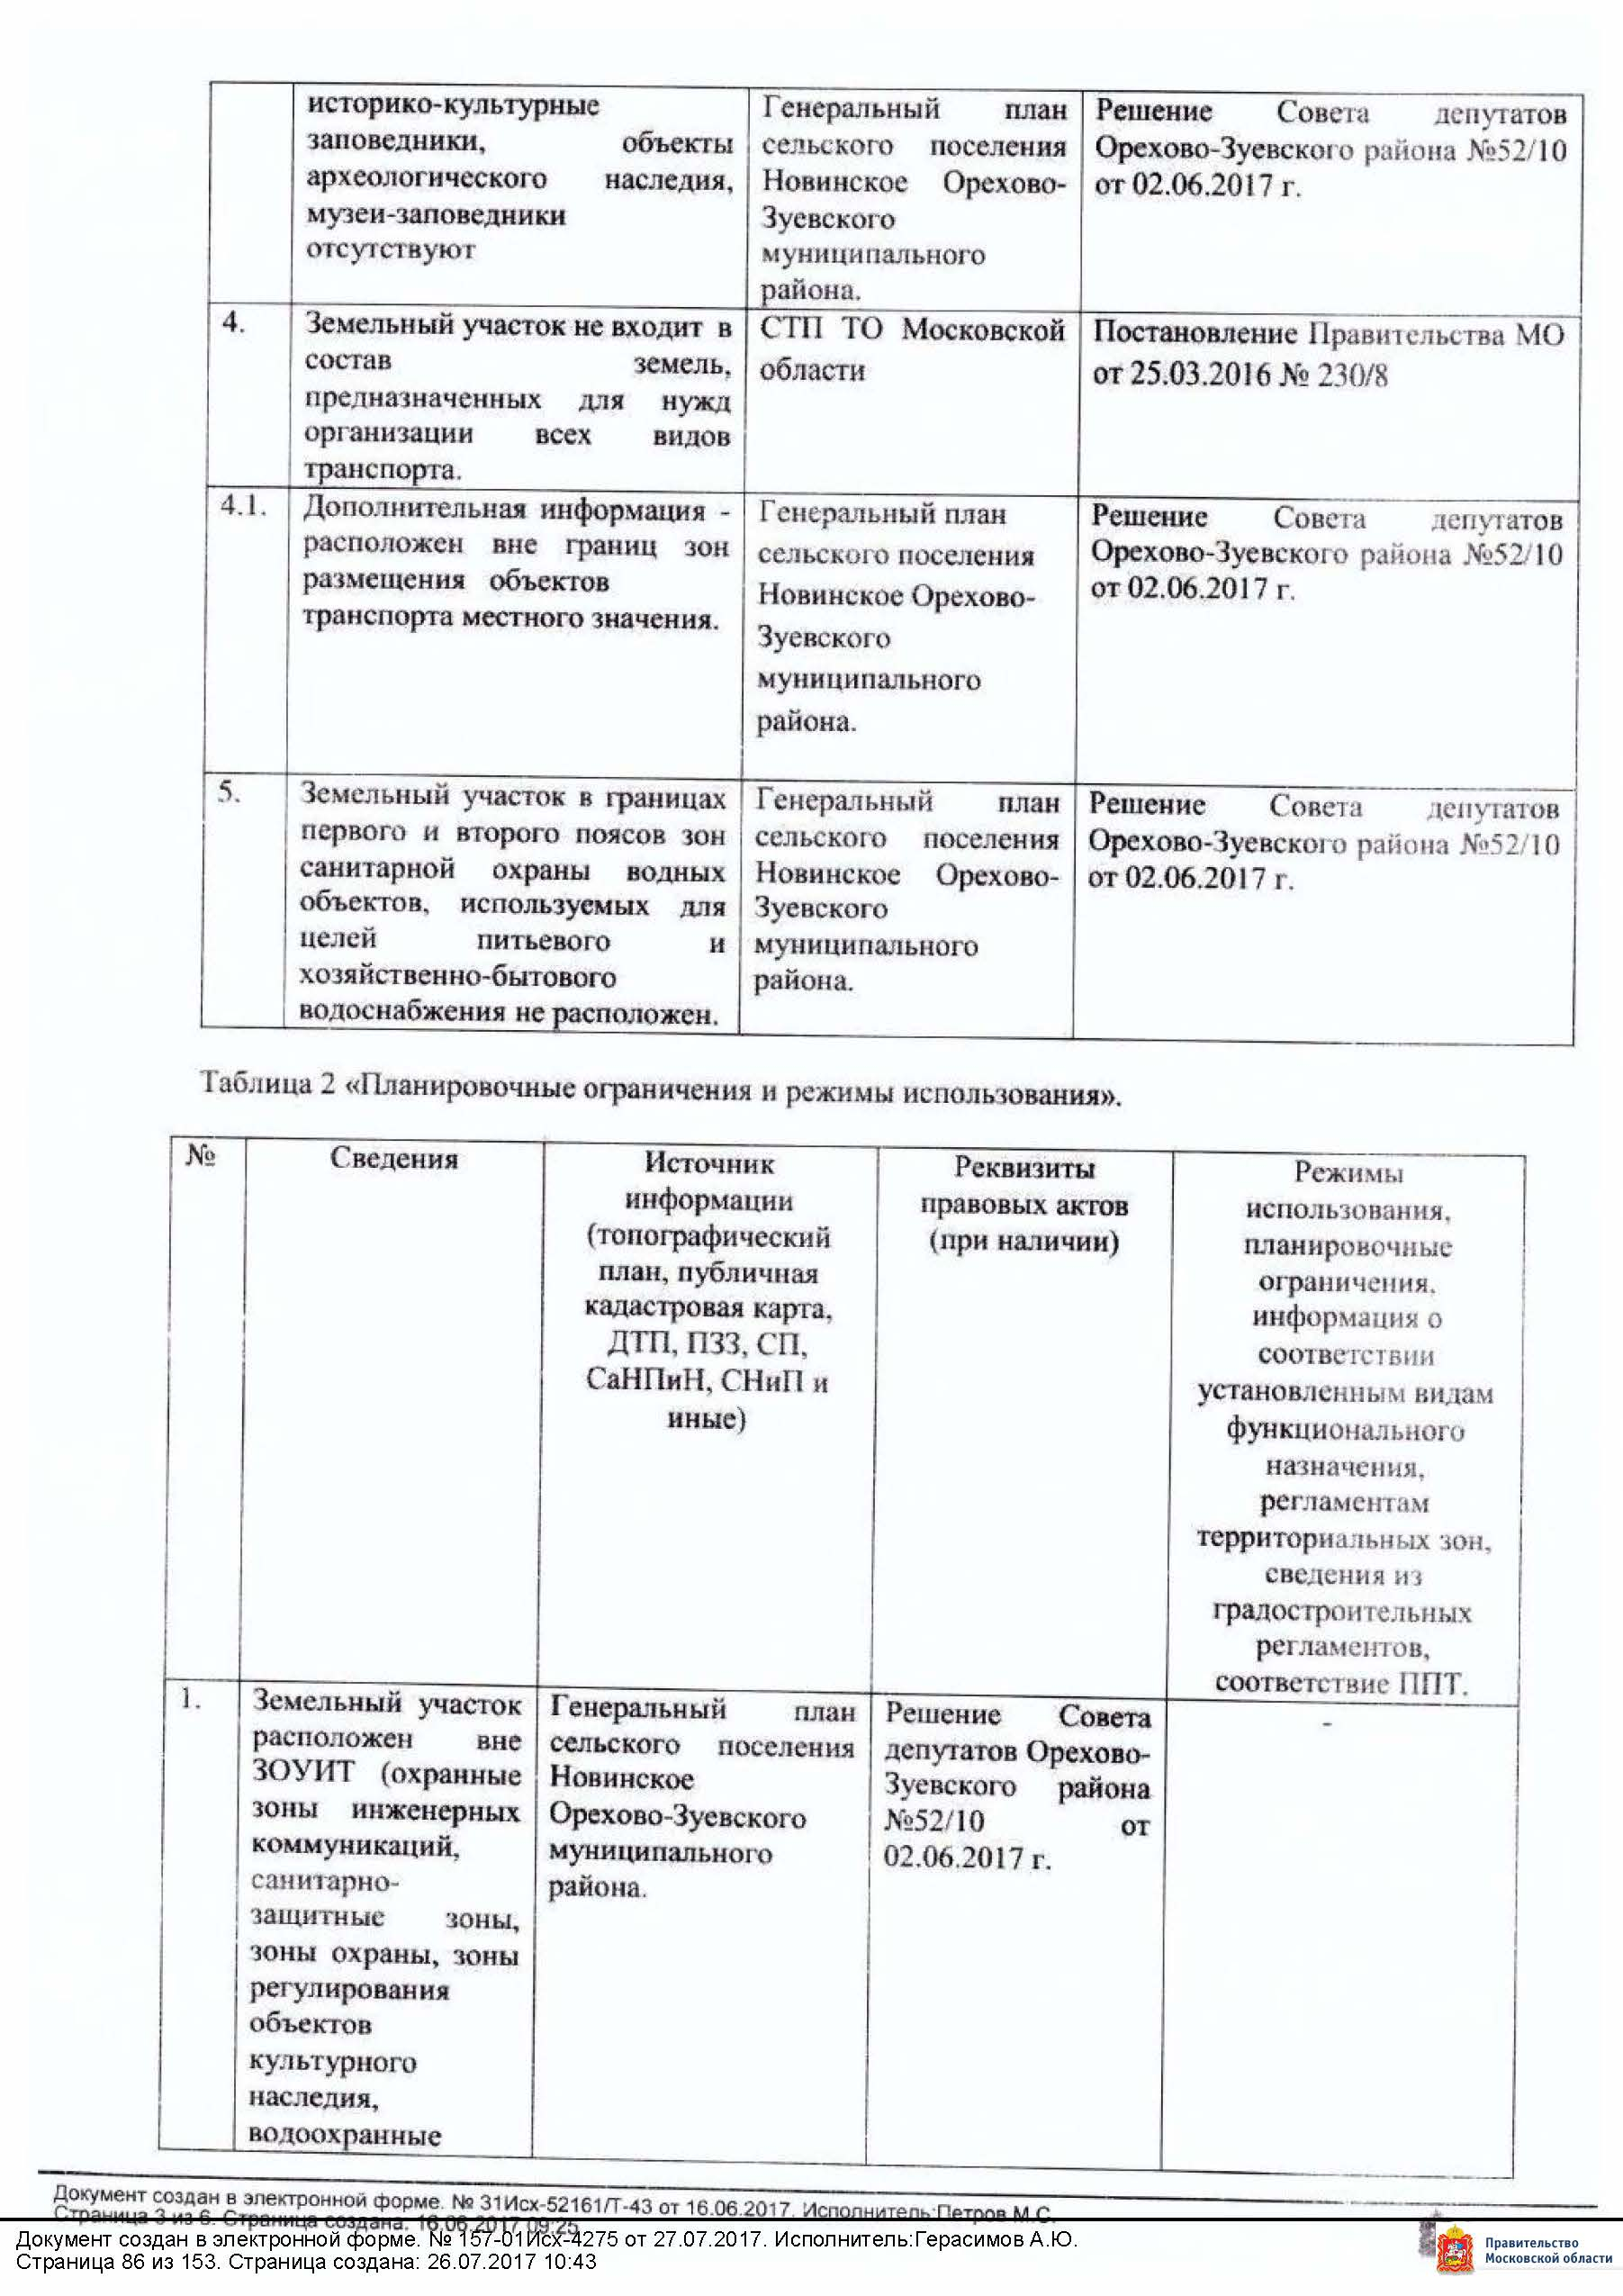 историко-культурные
заповедники, объекты
археологического наследия,
музеи-заповедники
отсутствуют
Генеральный план
сельского поселения
Новинское Орехово-
Зуевского
муниципального
района.
Решение Совета депутатов
Орехово-Зуевского района №52/10
от 02.06.2017 г.
4.
Земельный участок не входит в
состав земель,
предназначенных для нужд
организации всех видов
транспорта.
СТП ТО Московской
области
Постановление Правительства МО
от 25.03.2016 № 230/8
4.1.
Дополнительная информация -
расположен вне границ зон
размещения объектов
транспорта местного значения.
Генеральный план
сельского поселения
Новинское Орехово-
Зуевского
муниципального
района.
Решение Совета депутатов
Орехово-Зуевского района №52/10
от 02.06.2017 г.
5.
Земельный участок в границах
первого и второго поясов зон
санитарной охраны водных
объектов, используемых для
целей питьевого и
хозяйственно-бытового
водоснабжения не расположен.
Генеральный план
сельского поселения
Новинское Орехово-
Зуевского
муниципального
района.
Решение Совета депутатов
Орехово-Зуевского района №52/10
от 02.06.2017 г.
Таблица 2 «Планировочные ограничения и режимы использования».
№
Сведения
Источник
информации
(топографический
план, публичная
кадастровая карта,
ДТП, ПЗЗ, СП,
СаНПиН, СНиП и
иные)
Реквизиты
правовых актов
(при наличии)
Режимы
использования,
планировочные
ограничения,
информация о
соответствии
установленным видам
функционального
назначения,
регламентам
территориальных зон,
сведения из
градостроительных
регламентов,
соответствие ППТ.
1.
Земельный участок
расположен вне
ЗОУИТ (охранные
зоны инженерных
коммуникаций,
санитарно-
защитные зоны,
зоны охраны, зоны
регулирования
объектов
культурного
наследия,
водоохранные
Генеральный план
сельского поселения
Новинское
Орехово-Зуевского
муниципального
района.
Решение Совета
депутатов Орехово-
Зуевского района
№52/10 от
02.06.2017 г.
-
Документ создан в электронной форме. № 31Исх-52161/Т-43 от 16.06.2017. Исполнитель:Петров М.С.
Страница 3 из 6. Страница создана: 16.06.2017 09:25
Документ создан в электронной форме. № 157-01Исх-4275 от 27.07.2017. Исполнитель:Герасимов А.Ю.
Страница 86 из 153. Страница создана: 26.07.2017 10:43
Правительство
Московской области